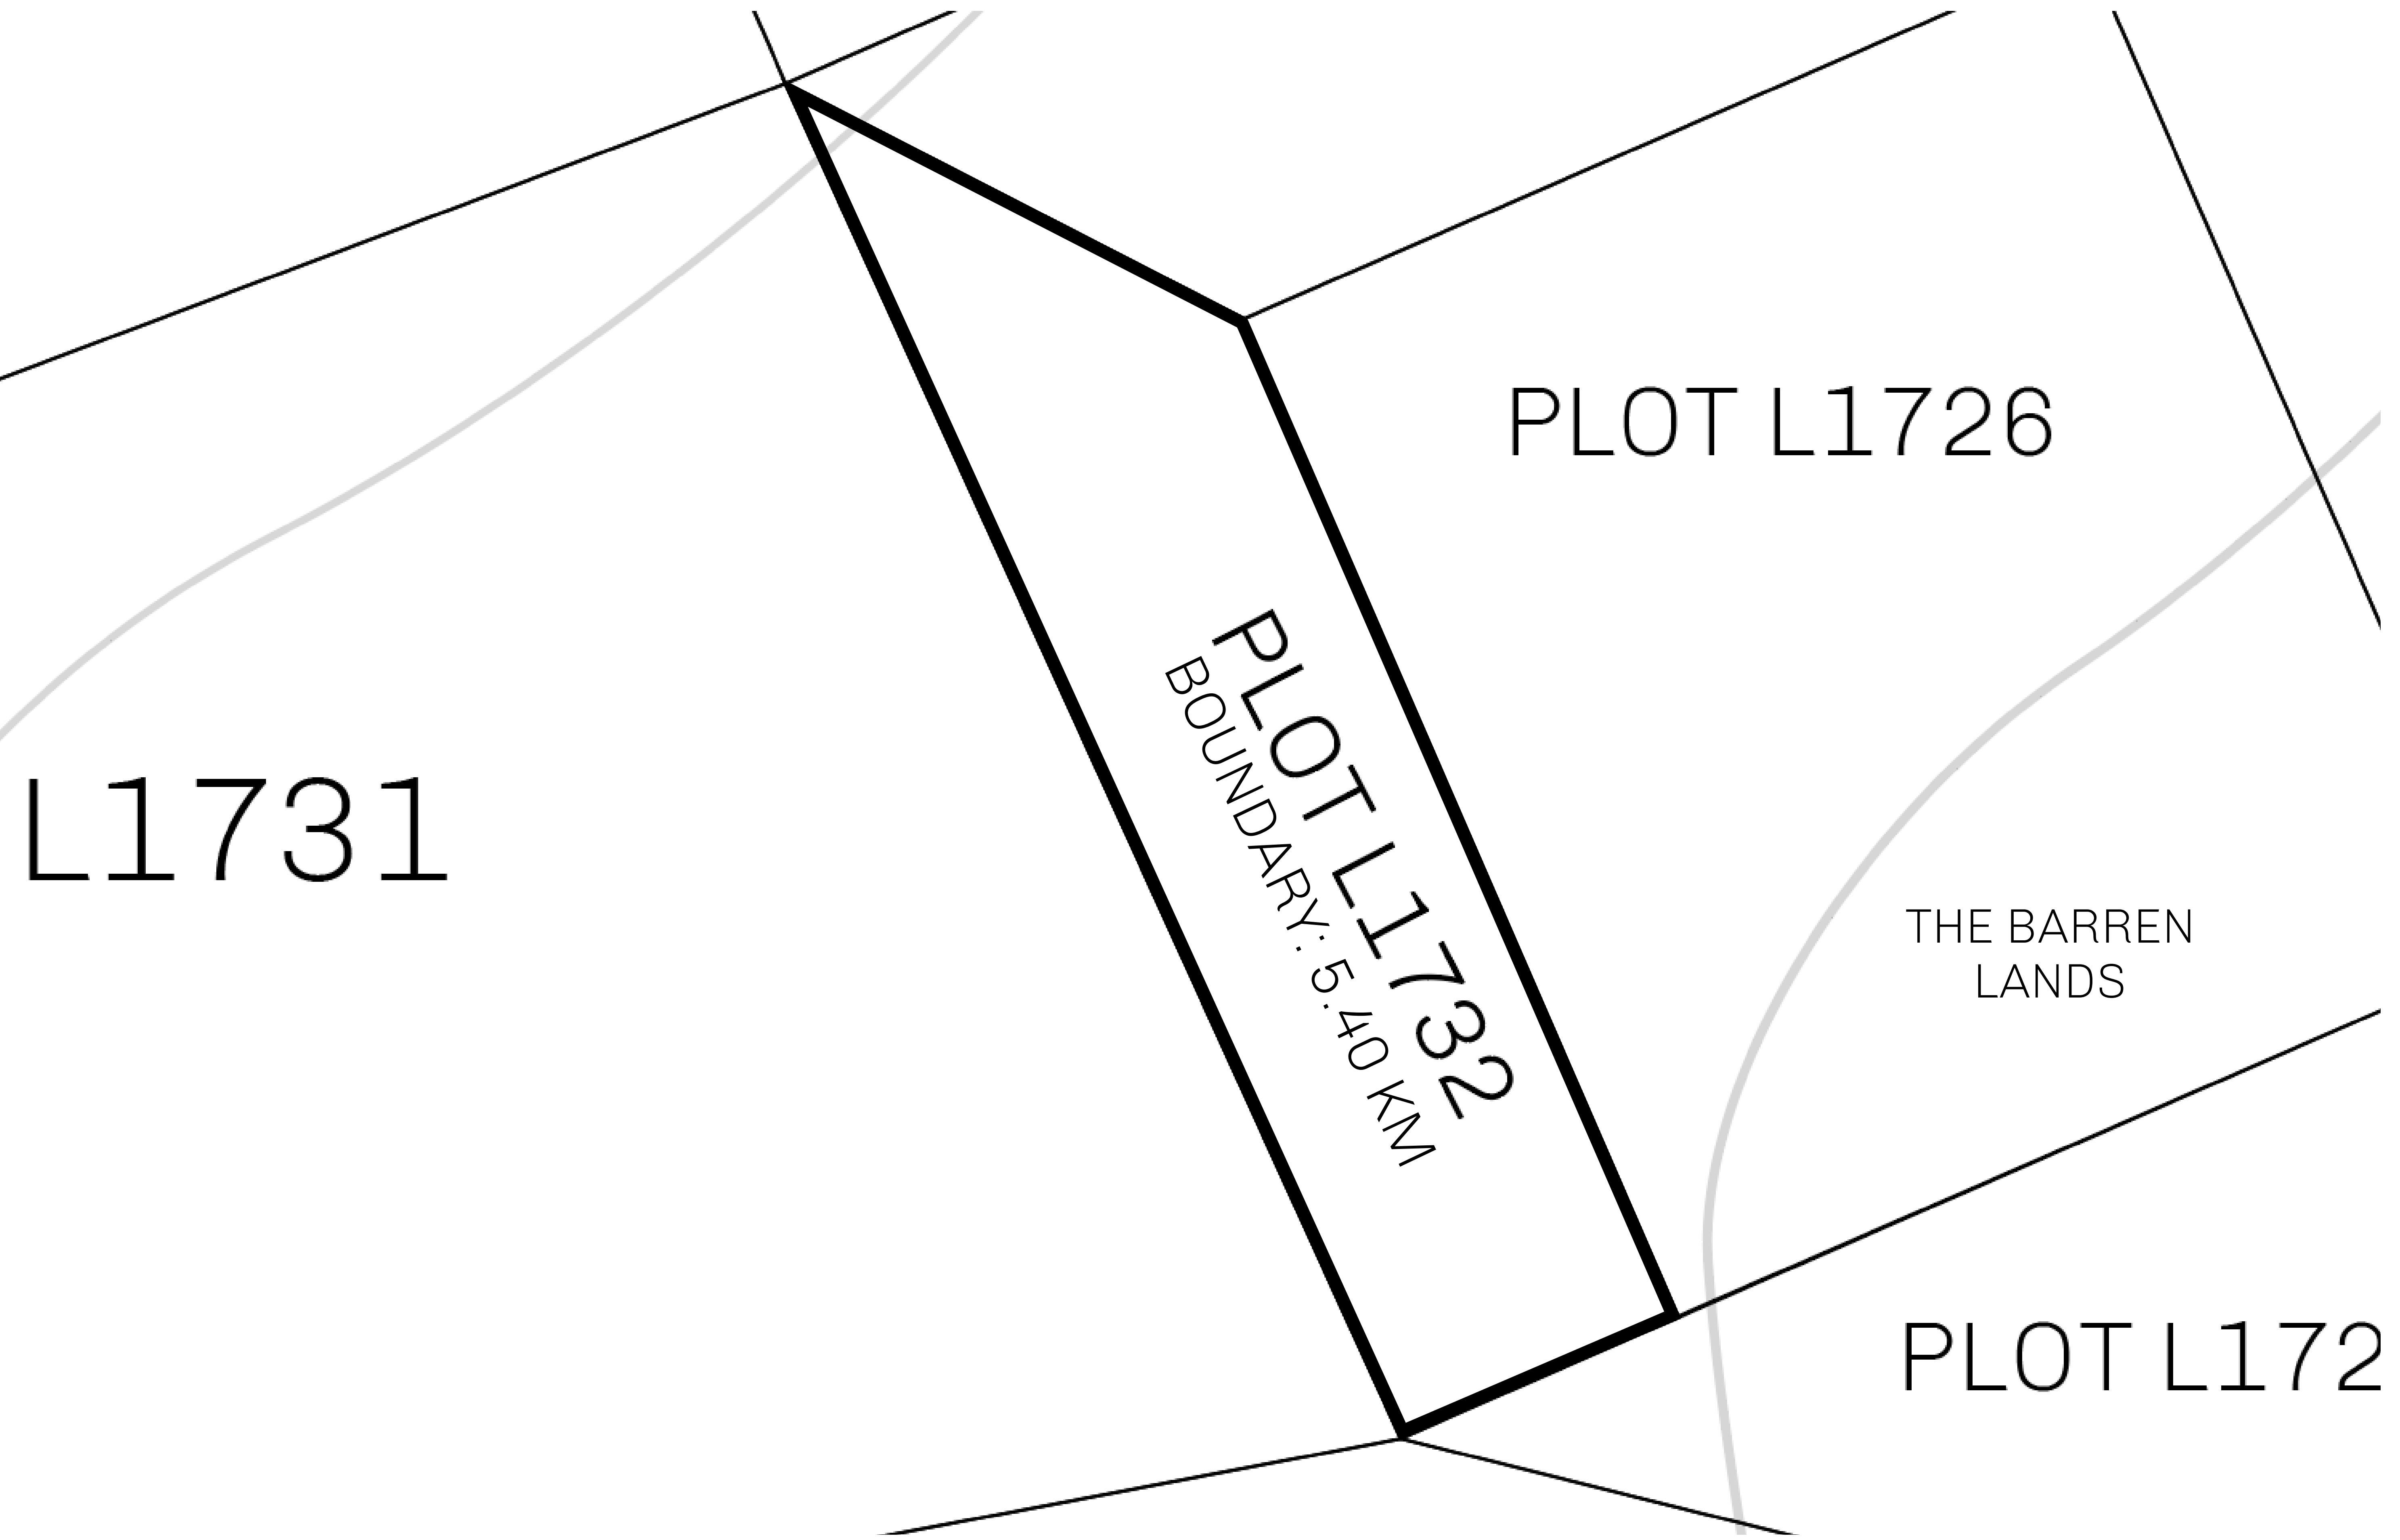 PLOT L1726
PLOT L1732
BOUNDARY: 5.40 KM
L1731
THE BARREN
LANDS
PLOT L172